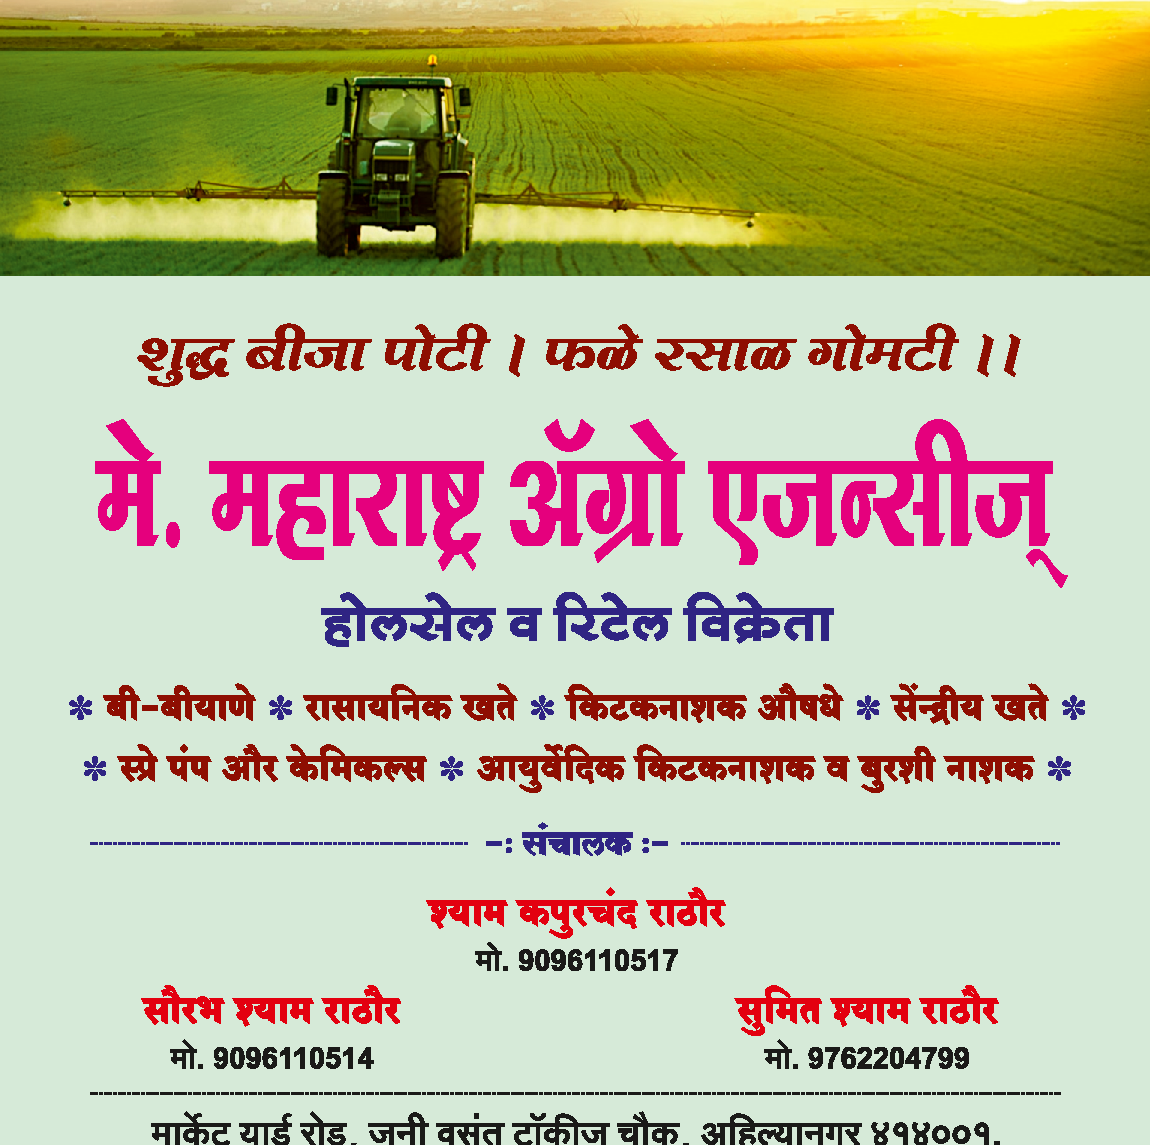 शुद्ध बीजा पोटी । फळे रसाळ गोमटी ।।
मे. महाराष्ट्र ॲग्रो एजन्सीज्
होलसेल व रिटेल विक्रेता
✽ बी-बीयाणे ✽ रासायनिक खते ✽ किटकनाशक औषधे ✽ सेंन्द्रीय खते ✽
✽ स्प्रे पंप और केमिकल्स ✽ आयुर्वेदिक किटकनाशक व बुरशी नाशक ✽
-: संचालक :-
श्याम कपुरचंद राठौर
मो. 9096110517
सौरभ श्याम राठौर सुमित श्याम राठौर
मो. 9096110514 मो. 9762204799
मार्केट यार्ड रोड, जुनी वसंत टॉकीज चौक, अहिल्यानगर ४१४००१.